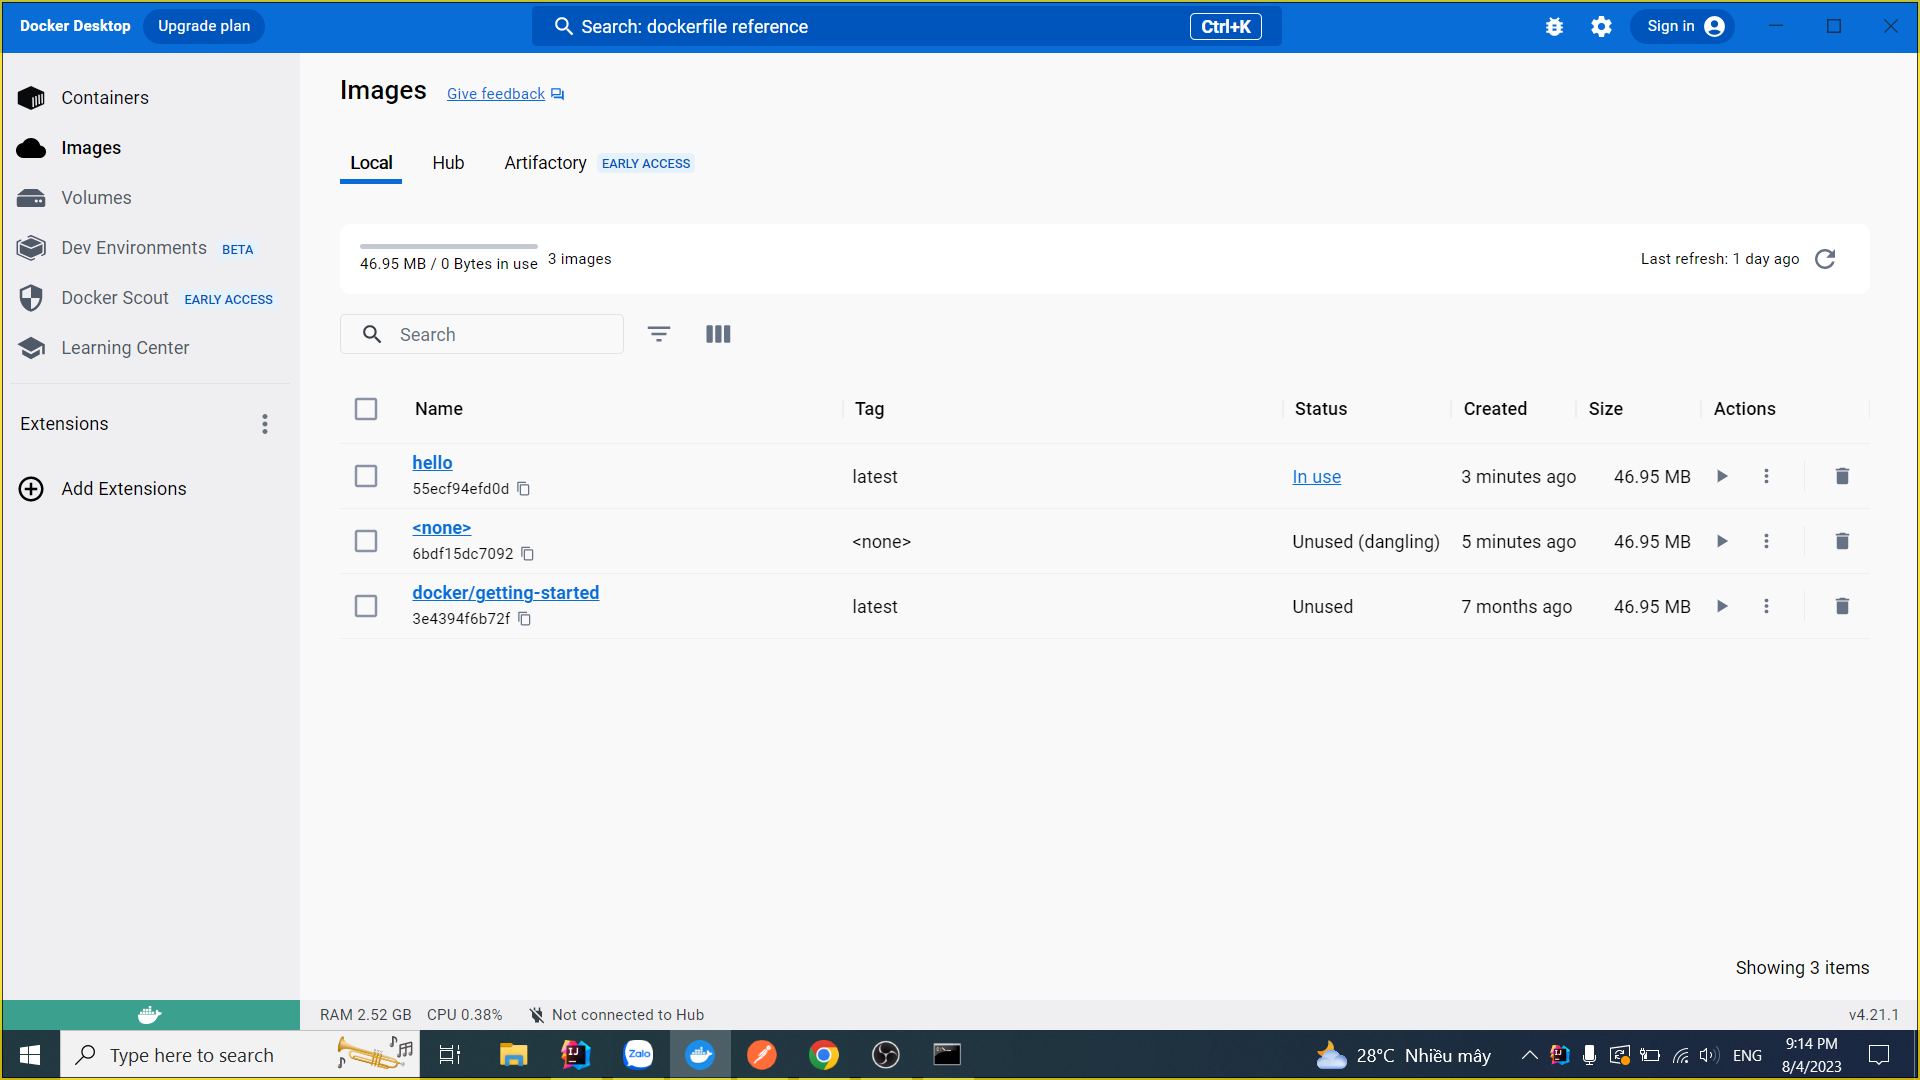 Docker Desktop
Upgrade plan
Search: dockerfile reference
Ctrl+K
Sign in
Containers
Images
Volumes
Dev Environments BETA
Docker Scout EARLY ACCESS
Learning Center
Extensions
Add Extensions
Images
Give feedback
Local
Hub
Artifactory EARLY ACCESS
46.95 MB / 0 Bytes in use
3 images
Last refresh: 1 day ago
Search
Name Tag Status Created Size Actions
hello
55ecf94efd0d
latest In use 3 minutes ago 46.95 MB
<none>
6bdf15dc7092
<none> Unused (dangling) 5 minutes ago 46.95 MB
docker/getting-started
3e4394f6b72f
latest Unused 7 months ago 46.95 MB
Showing 3 items
RAM 2.52 GB CPU 0.38% Not connected to Hub
v4.21.1
Type here to search
IJ
Zalo
28°C Nhiều mây
IJ
ENG
9:14 PM
8/4/2023